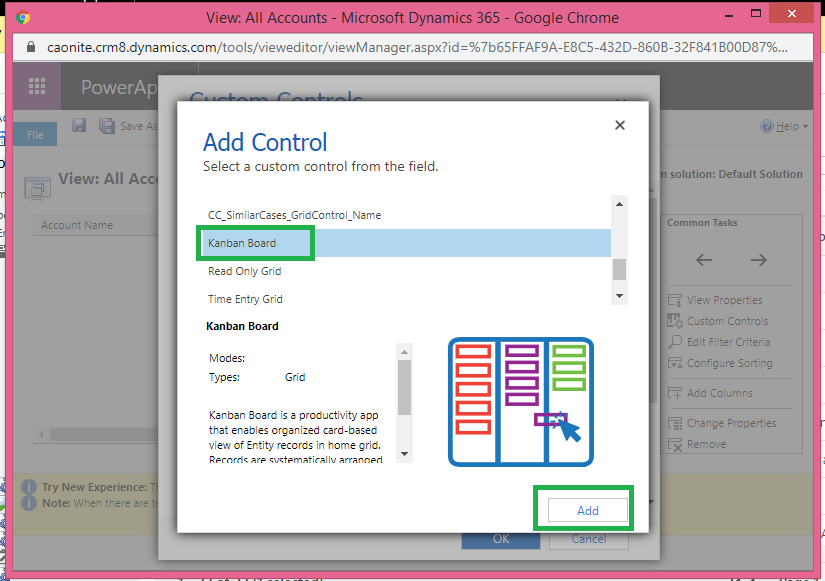 View: All Accounts - Microsoft Dynamics 365 - Google Chrome
caonite.crm8.dynamics.com/tools/vieweditor/viewManager.aspx?id=%7b65FFAF9A-E8C5-432D-860B-32F841B00D87%...
PowerAp
Custom Controls
File
Save As
Help
Add Control
Select a custom control from the field.
View: All Acco
n solution: Default Solution
Account Name
Common Tasks
CC_SimilarCases_GridControl_Name
Kanban Board
Read Only Grid
Time Entry Grid
View Properties
Custom Controls
Edit Filter Criteria
Configure Sorting
Add Columns
Change Properties
Remove
Kanban Board
Modes:
Types: Grid
Kanban Board is a productivity app
that enables organized card-based
view of Entity records in home grid.
Records are systematically arranged
Try New Experience:
Note: When there are to
Add
OK
Cancel